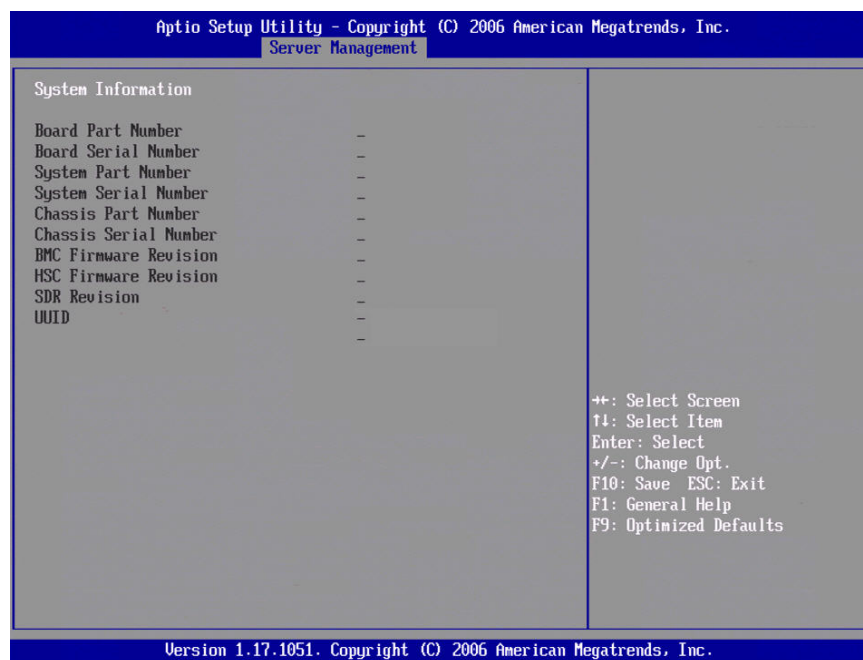 Aptio Setup Utility - Copyright (C) 2006 American Megatrends, Inc.
Server Management
System Information
Board Part Number _
Board Serial Number _
System Part Number _
System Serial Number _
Chassis Part Number _
Chassis Serial Number _
BMC Firmware Revision _
HSC Firmware Revision _
SDR Revision _
UUID _
_
→←: Select Screen
↑↓: Select Item
Enter: Select
+/-: Change Opt.
F10: Save ESC: Exit
F1: General Help
F9: Optimized Defaults
Version 1.17.1051. Copyright (C) 2006 American Megatrends, Inc.